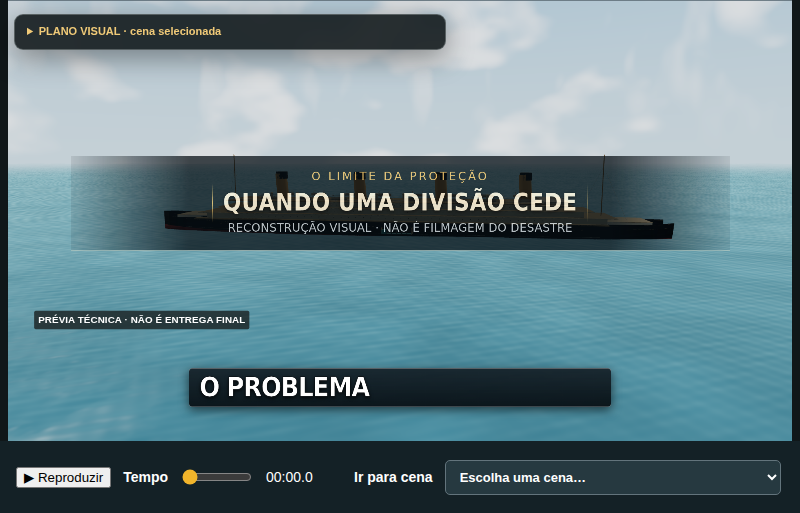 ▶ PLANO VISUAL · cena selecionada
O LIMITE DA PROTEÇÃO
QUANDO UMA DIVISÃO CEDE
RECONSTRUÇÃO VISUAL · NÃO É FILMAGEM DO DESASTRE
PRÉVIA TÉCNICA · NÃO É ENTREGA FINAL
O PROBLEMA
▶ Reproduzir Tempo 00:00.0 Ir para cena Escolha uma cena…